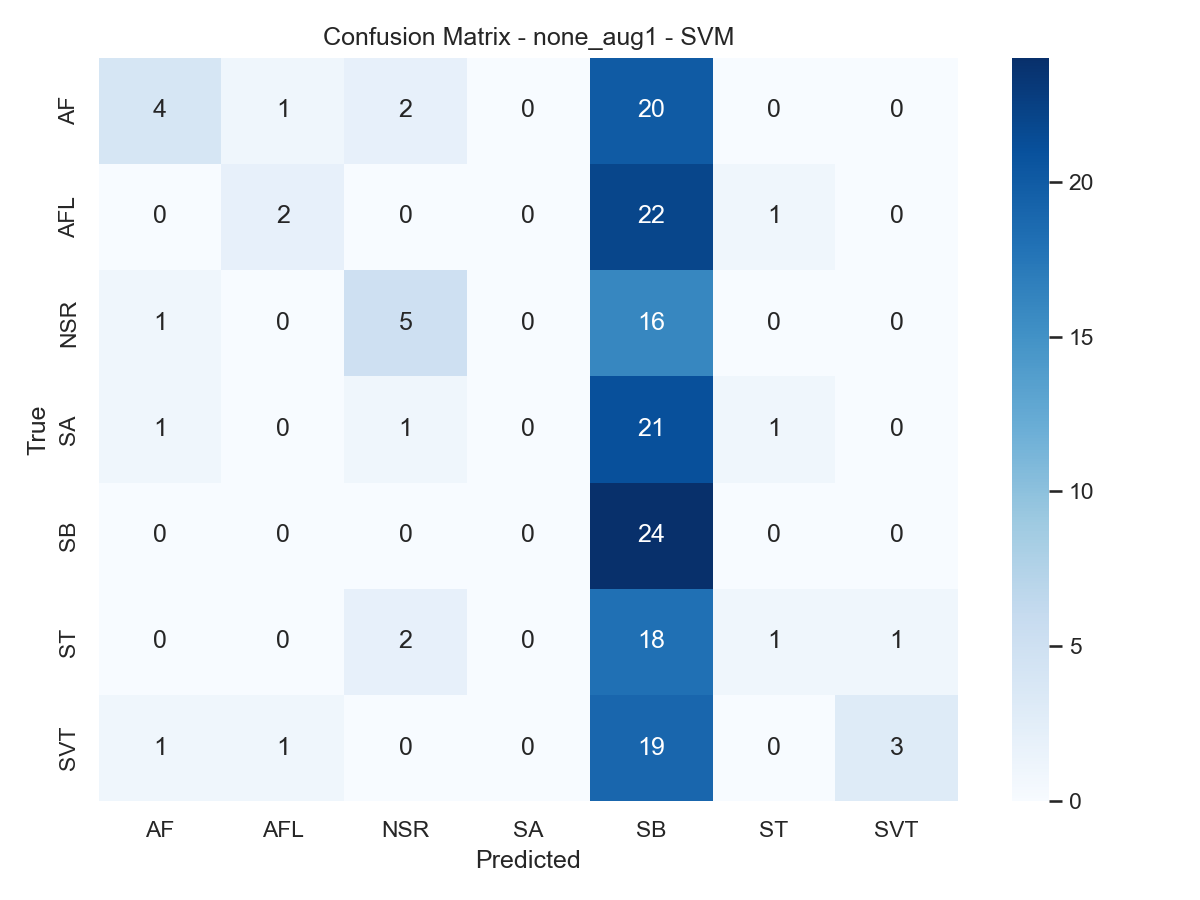 Confusion Matrix - none_aug1 - SVM
AF 4 1 2 0 20 0 0
AFL 0 2 0 0 22 1 0
NSR 1 0 5 0 16 0 0
SA 1 0 1 0 21 1 0
SB 0 0 0 0 24 0 0
ST 0 0 2 0 18 1 1
SVT 1 1 0 0 19 0 3
AF AFL NSR SA SB ST SVT
Predicted
True
20
15
10
5
0